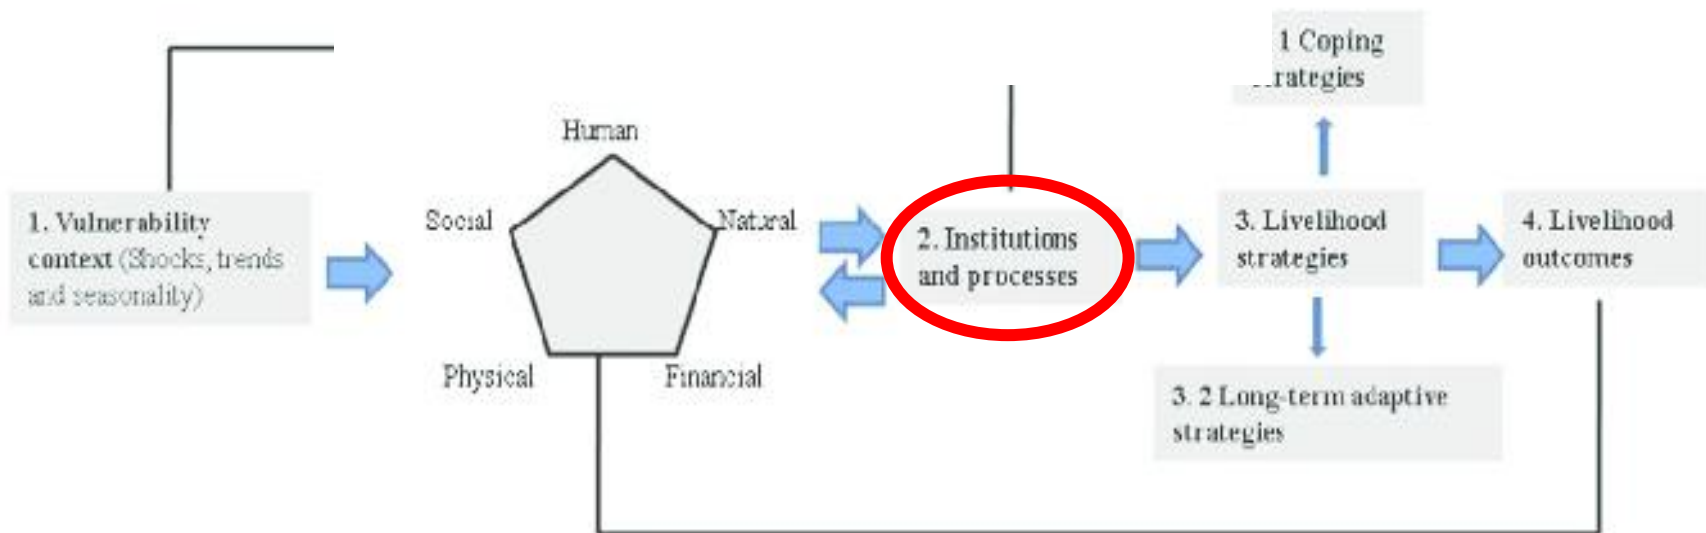 1 Coping
strategies
Human
Social
Natural
1. Vulnerability
context (Shocks, trends
and seasonality)
2. Institutions
and processes
3. Livelihood
strategies
4. Livelihood
outcomes
Physical
Financial
3. 2 Long-term adaptive
strategies